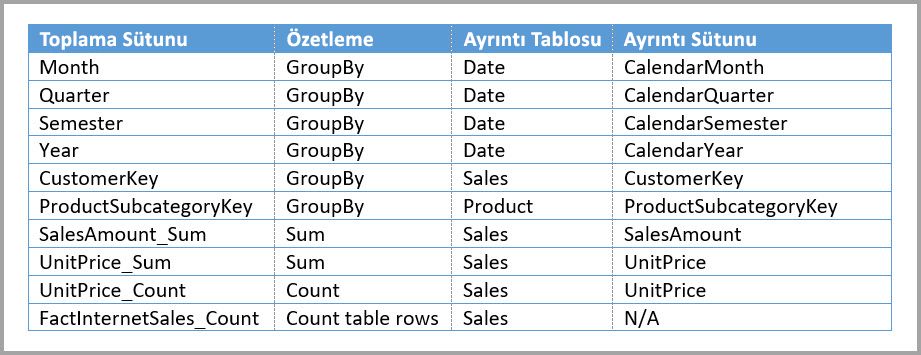 Toplama Sütunu Özetleme Ayrıntı Tablosu Ayrıntı Sütunu
Month GroupBy Date CalendarMonth
Quarter GroupBy Date CalendarQuarter
Semester GroupBy Date CalendarSemester
Year GroupBy Date CalendarYear
CustomerKey GroupBy Sales CustomerKey
ProductSubcategoryKey GroupBy Product ProductSubcategoryKey
SalesAmount_Sum Sum Sales SalesAmount
UnitPrice_Sum Sum Sales UnitPrice
UnitPrice_Count Count Sales UnitPrice
FactInternetSales_Count Count table rows Sales N/A